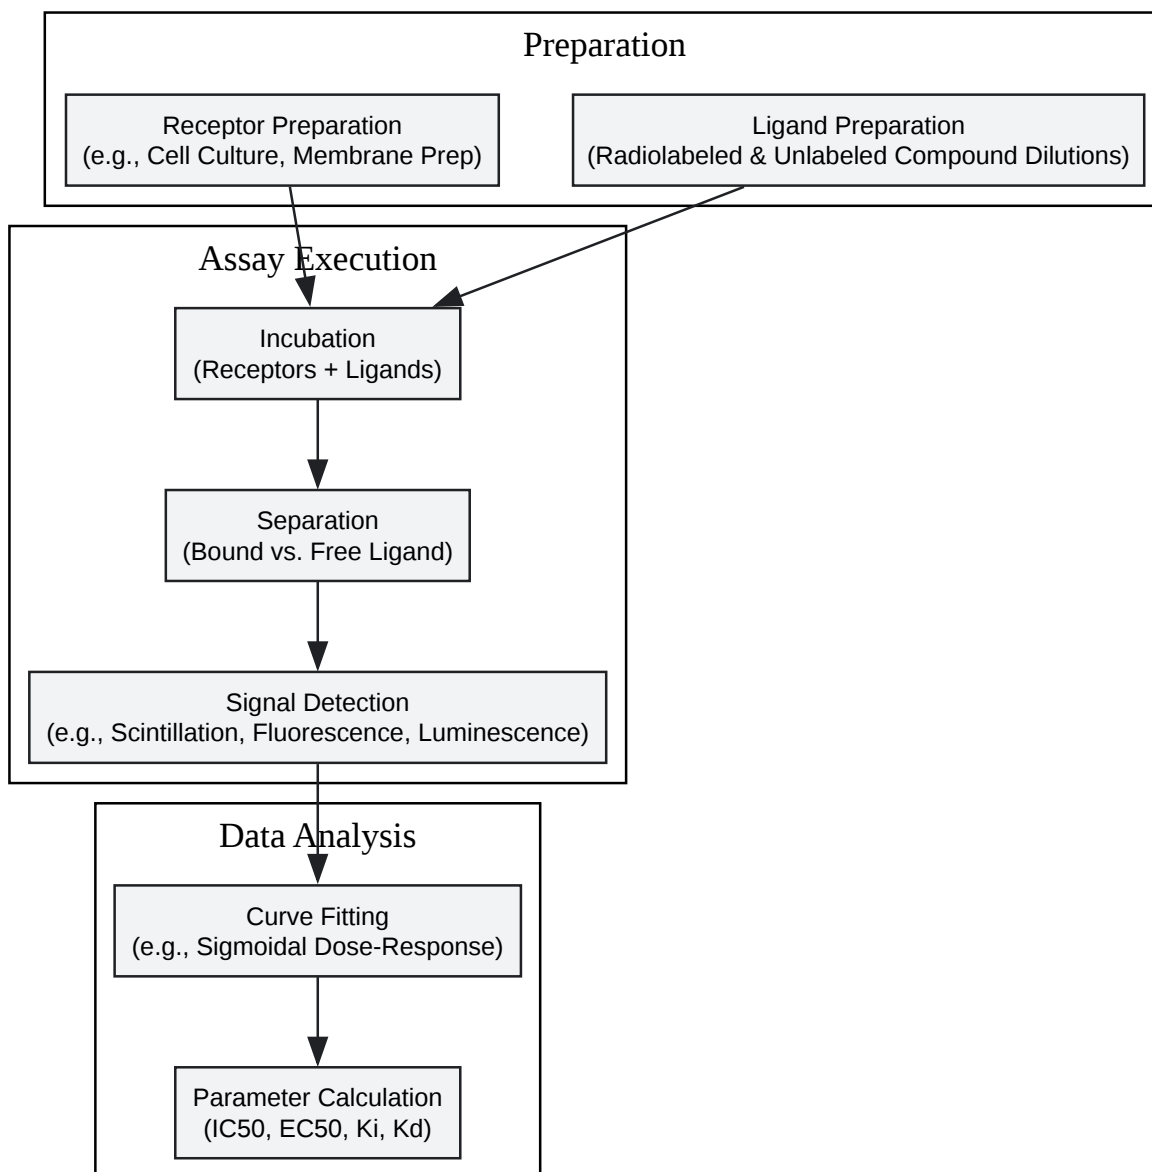 Preparation
Receptor Preparation
(e.g., Cell Culture, Membrane Prep)
Ligand Preparation
(Radiolabeled & Unlabeled Compound Dilutions)
Assay Execution
Incubation
(Receptors + Ligands)
Separation
(Bound vs. Free Ligand)
Signal Detection
(e.g., Scintillation, Fluorescence, Luminescence)
Data Analysis
Curve Fitting
(e.g., Sigmoidal Dose-Response)
Parameter Calculation
(IC50, EC50, Ki, Kd)